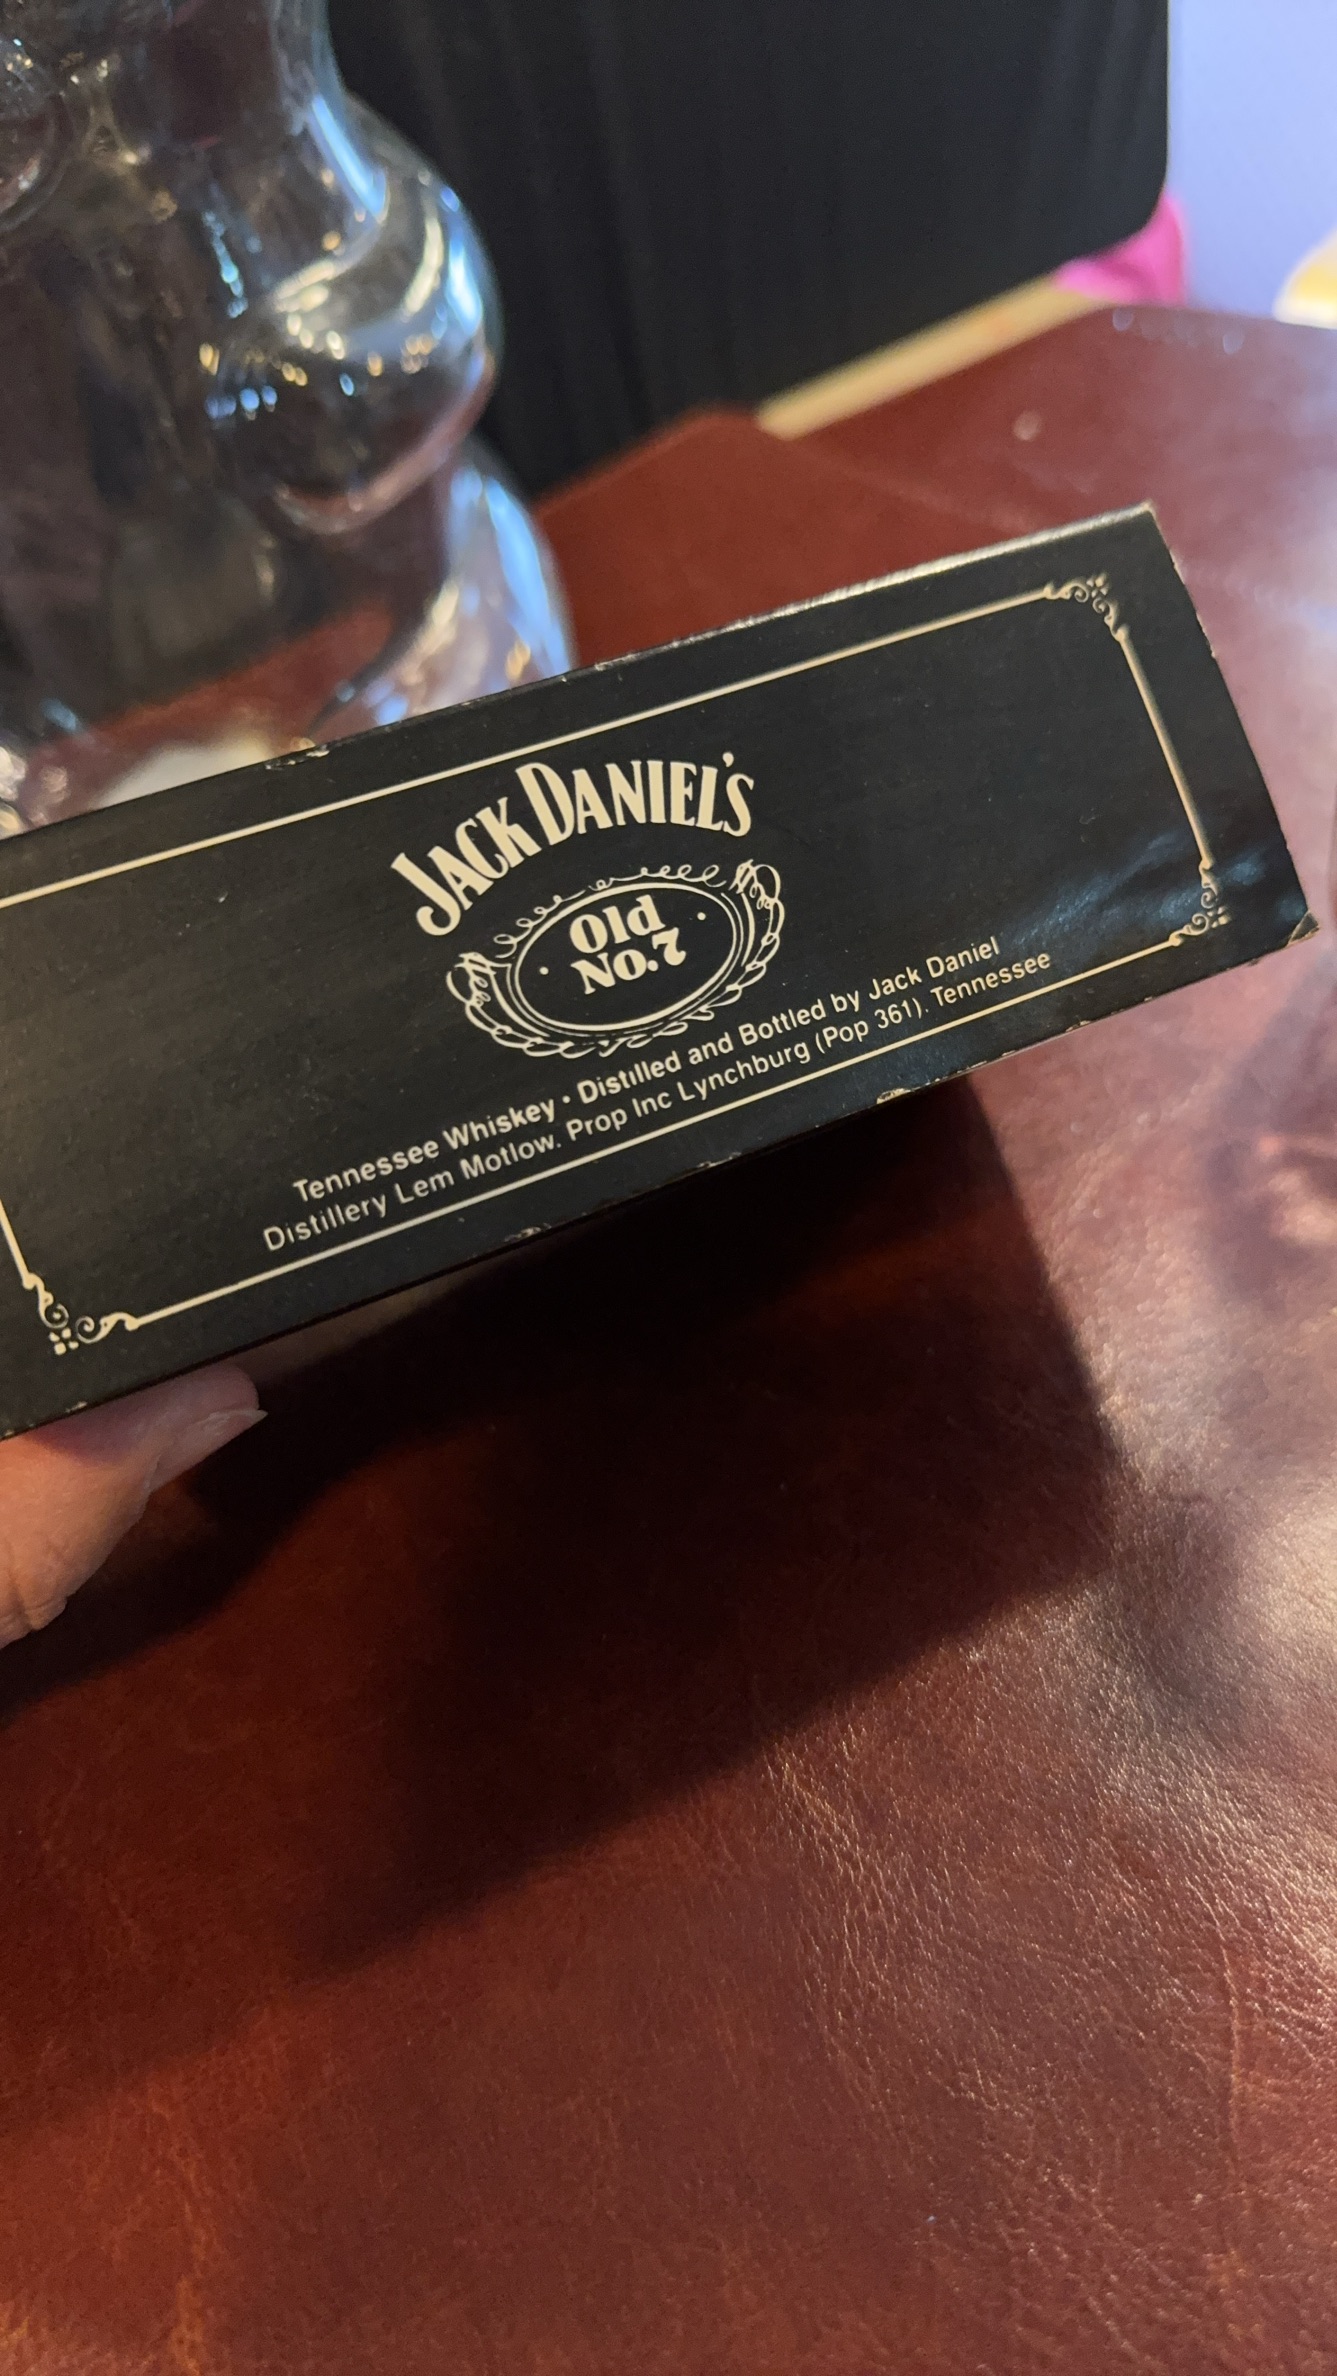 JACK DANIEL'S
Old
No.7
Tennessee Whiskey • Distilled and Bottled by Jack Daniel
Distillery Lem Motlow. Prop Inc Lynchburg (Pop 361). Tennessee